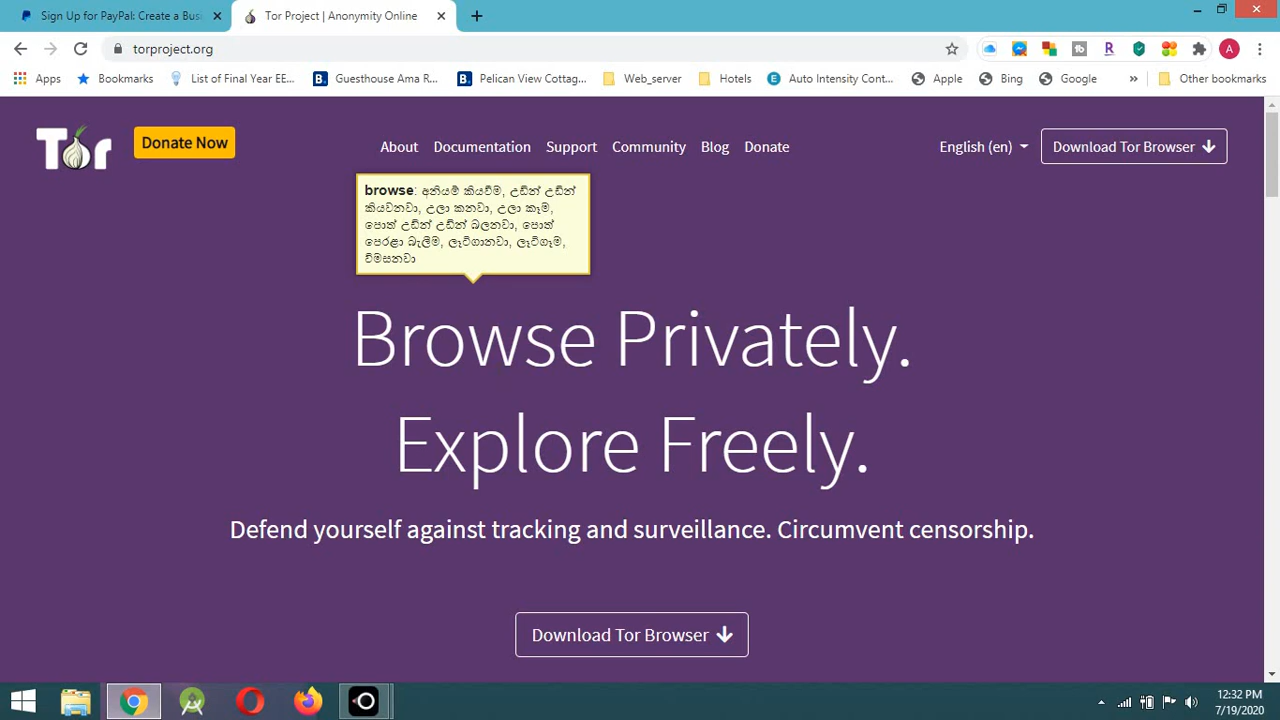 Sign Up for PayPal: Create a Bus
Tor Project | Anonymity Online
torproject.org
Apps
Bookmarks
List of Final Year EE...
Guesthouse Ama R...
Pelican View Cottag...
Web_server
Hotels
Auto Intensity Cont...
Apple
Bing
Google
Other bookmarks
Tor
Donate Now
About
Documentation
Support
Community
Blog
Donate
English (en)
Download Tor Browser
browse: අනියම් කියවීම, උඩින් උඩින්
කියවනවා, උලා කනවා, උලා කෑම,
පොත් උඩින් උඩින් බලනවා, පොත්
පෙරළා බැලීම, ලැටිගානවා, ලැටිගෑම,
විමසනවා
Browse Privately.
Explore Freely.
Defend yourself against tracking and surveillance. Circumvent censorship.
Download Tor Browser
12:32 PM
7/19/2020